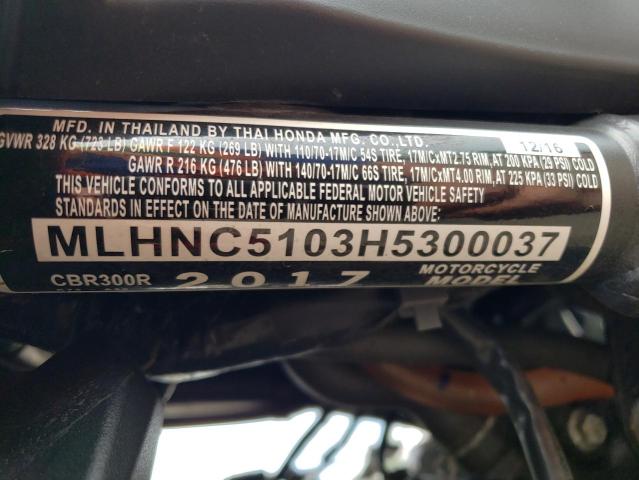 MFD. IN THAILAND BY THAI HONDA MFG. CO.,LTD. 12/16
GVWR 328 KG (723 LB) GAWR F 122 KG (269 LB) WITH 110/70-17M/C 54S TIRE, 17M/CxMT2.75 RIM, AT 200 KPA (29 PSI) COLD
GAWR R 216 KG (476 LB) WITH 140/70-17M/C 66S TIRE, 17M/CxMT4.00 RIM, AT 225 KPA (33 PSI) COLD
THIS VEHICLE CONFORMS TO ALL APPLICABLE FEDERAL MOTOR VEHICLE SAFETY
STANDARDS IN EFFECT ON THE DATE OF MANUFACTURE SHOWN ABOVE:
MLHNC5103H5300037
CBR300R 2017 MOTORCYCLE
MODEL